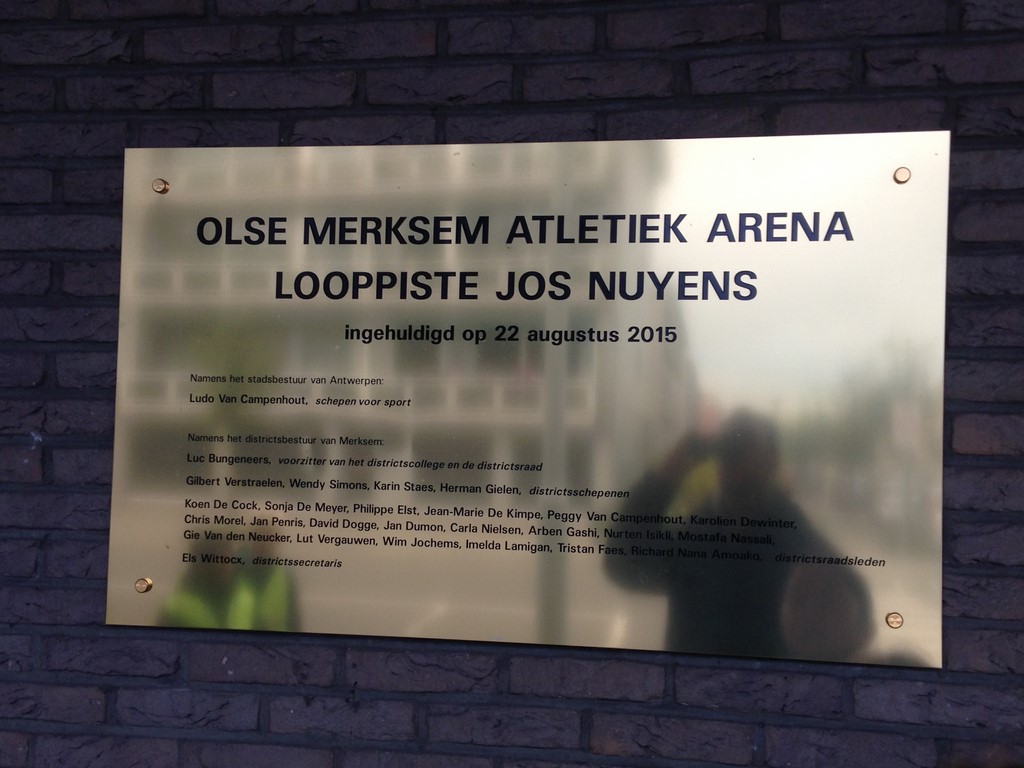 OLSE MERKSEM ATLETIEK ARENA
LOOPPISTE JOS NUYENS
ingehuldigd op 22 augustus 2015
Namens het stadsbestuur van Antwerpen:
Ludo Van Campenhout, schepen voor sport
Namens het districtsbestuur van Merksem:
Luc Bungeneers, voorzitter van het districtscollege en de districtsraad
Gilbert Verstraelen, Wendy Simons, Karin Staes, Herman Gielen, districtsschepenen
Koen De Cock, Sonja De Meyer, Philippe Elst, Jean-Marie De Kimpe, Peggy Van Campenhout, Karolien Dewinter,
Chris Morel, Jan Penris, David Dogge, Jan Dumon, Carla Nielsen, Arben Gashi, Nurten Isikli, Mostafa Nassali,
Gie Van den Neucker, Lut Vergauwen, Wim Jochems, Imelda Lamigan, Tristan Faes, Richard Nana Amoako, districtsraadsleden
Els Wittocx, districtssecretaris